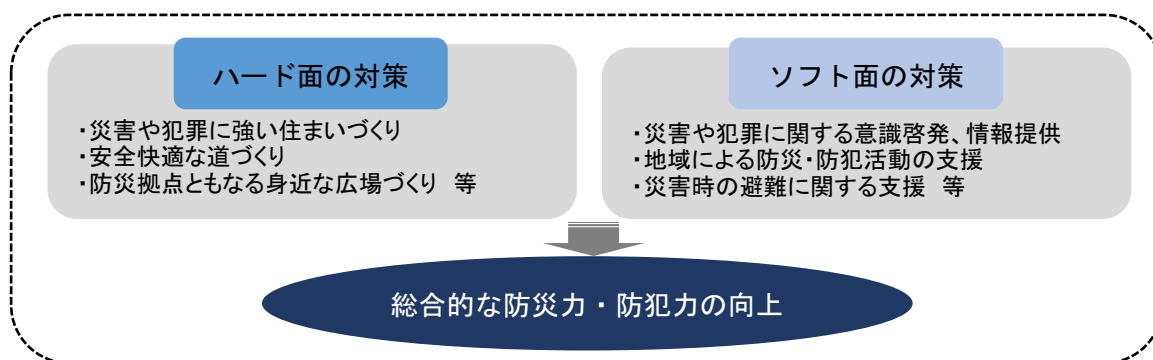 ハード面の対策
・災害や犯罪に強い住まいづくり
・安全快適な道づくり
・防災拠点ともなる身近な広場づくり　等
ソフト面の対策
・災害や犯罪に関する意識啓発、情報提供
・地域による防災・防犯活動の支援
・災害時の避難に関する支援　等
総合的な防災力・防犯力の向上